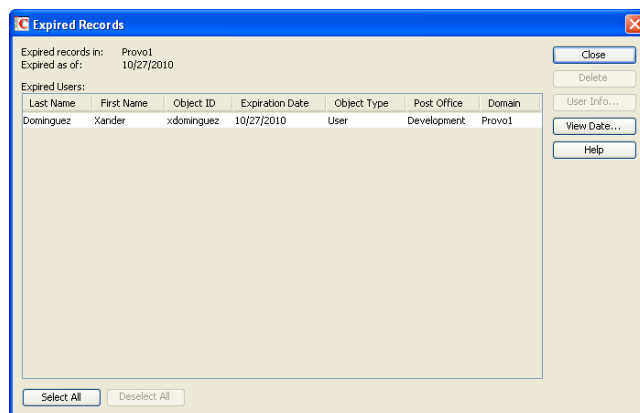 Expired Records
Expired records in: Provo1
Expired as of: 10/27/2010
Expired Users:
Last Name First Name Object ID Expiration Date Object Type Post Office Domain
Dominguez Xander xdominguez 10/27/2010 User Development Provo1
Close
Delete
User Info...
View Date...
Help
Select All Deselect All